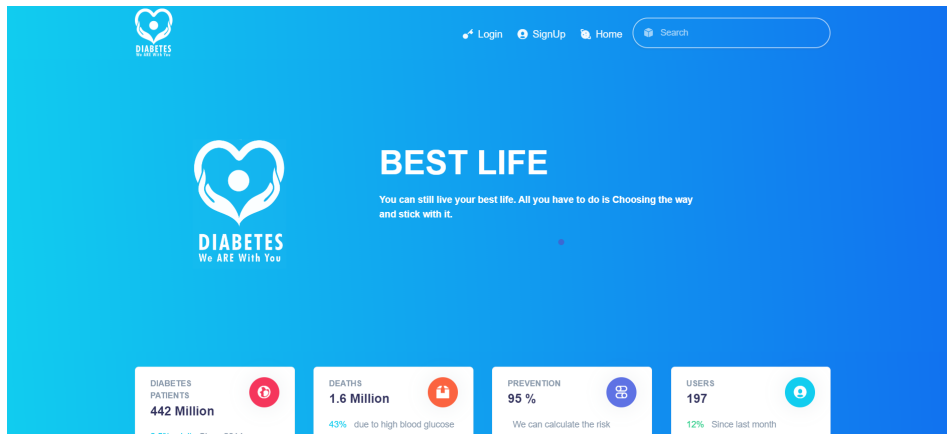 DIABETES
We ARE With You
Login SignUp Home Search
BEST LIFE
You can still live your best life. All you have to do is Choosing the way
and stick with it.
DIABETES
We ARE With You
DIABETES
PATIENTS
442 Million
DEATHS
1.6 Million
43% due to high blood glucose
PREVENTION
95 %
We can calculate the risk
USERS
197
12% Since last month